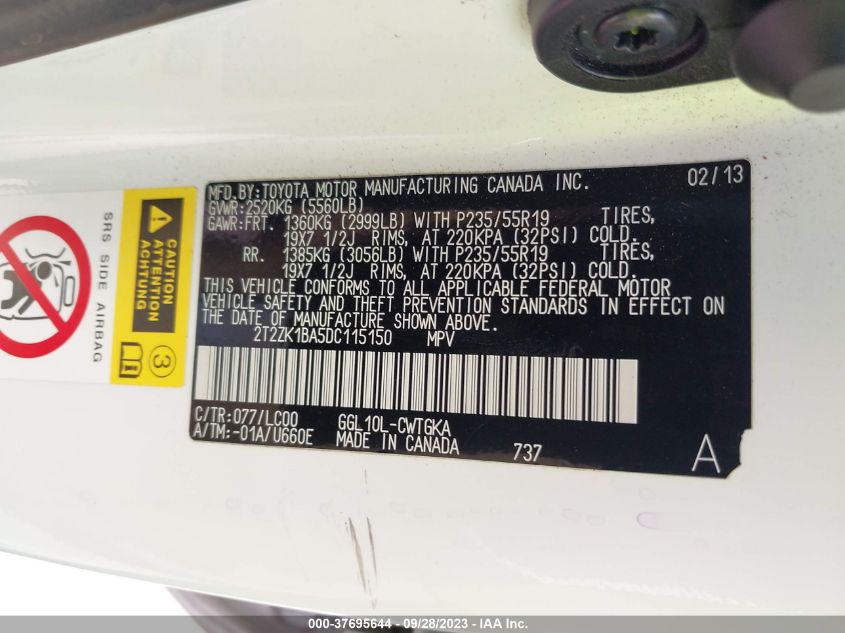 MFD.BY:TOYOTA MOTOR MANUFACTURING CANADA INC. 02/13
GVWR:2520KG (5560LB)
GAWR:FRT. 1360KG (2999LB) WITH P235/55R19 TIRES,
19X7 1/2J RIMS, AT 220KPA (32PSI) COLD.
RR. 1385KG (3056LB) WITH P235/55R19 TIRES,
19X7 1/2J RIMS, AT 220KPA (32PSI) COLD.
THIS VEHICLE CONFORMS TO ALL APPLICABLE FEDERAL MOTOR
VEHICLE SAFETY AND THEFT PREVENTION STANDARDS IN EFFECT ON
THE DATE OF MANUFACTURE SHOWN ABOVE.
2T2ZK1BA5DC115150 MPV
C/TR:077/LC00 GGL10L-CWTGKA
A/TM:-01A/U660E MADE IN CANADA 737 A
SRS SIDE AIRBAG
CAUTION
ATTENTION
ACHTUNG
3
000-37695644 - 09/28/2023 - IAA Inc.